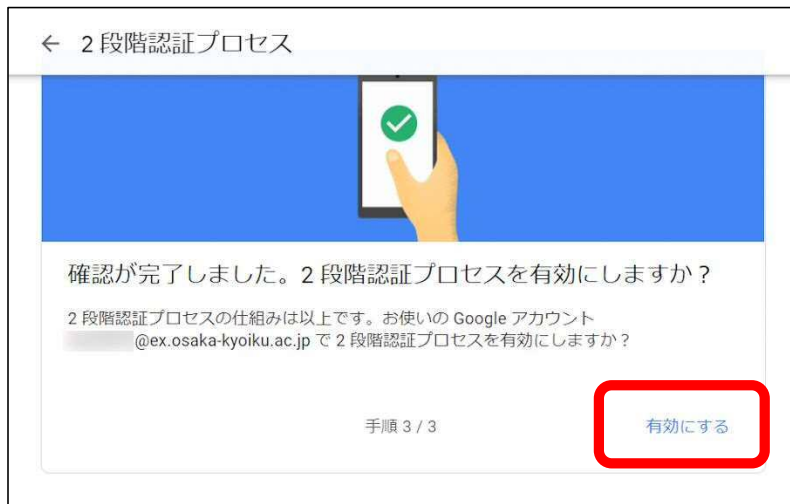 ← 2 段階認証プロセス
確認が完了しました。2 段階認証プロセスを有効にしますか？
2 段階認証プロセスの仕組みは以上です。お使いの Google アカウント
@ex.osaka-kyoiku.ac.jp で 2 段階認証プロセスを有効にしますか？
手順 3 / 3
有効にする